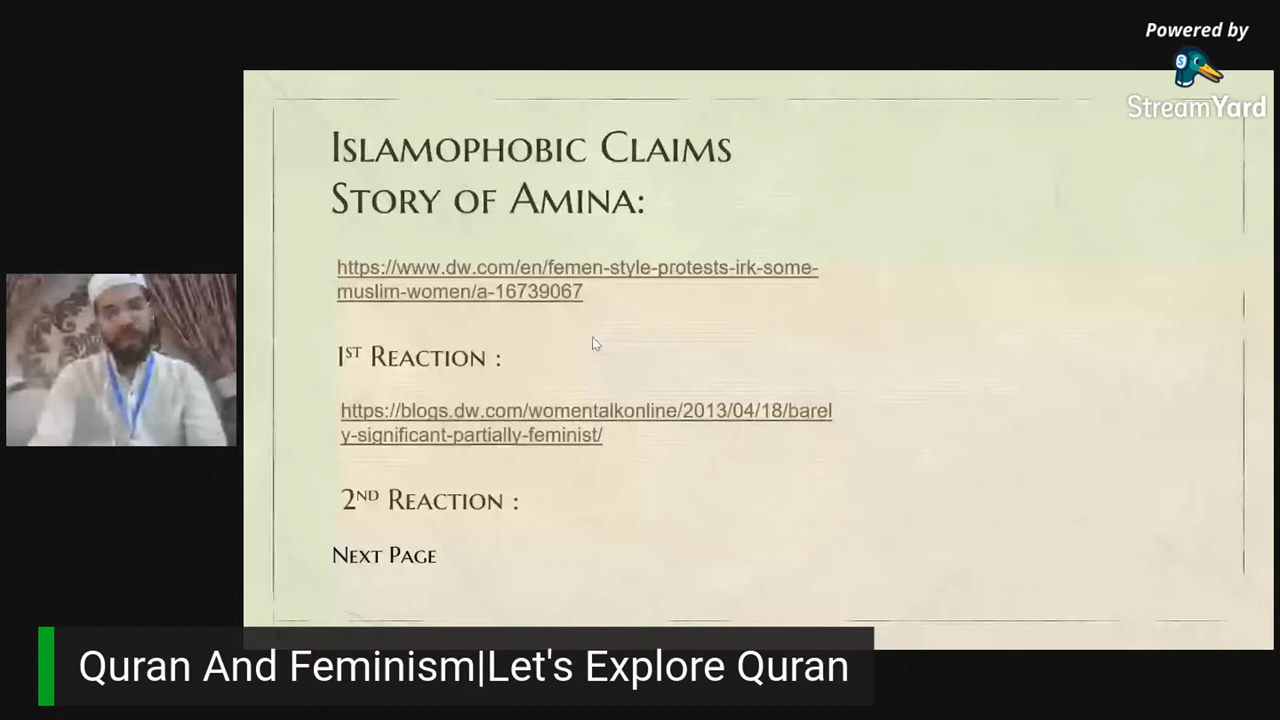 Powered by
StreamYard
Islamophobic Claims
Story of Amina:
https://www.dw.com/en/femen-style-protests-irk-some-
muslim-women/a-16739067
1st Reaction :
https://blogs.dw.com/womentalkonline/2013/04/18/barel
y-significant-partially-feminist/
2nd Reaction :
Next Page
Quran And Feminism|Let's Explore Quran